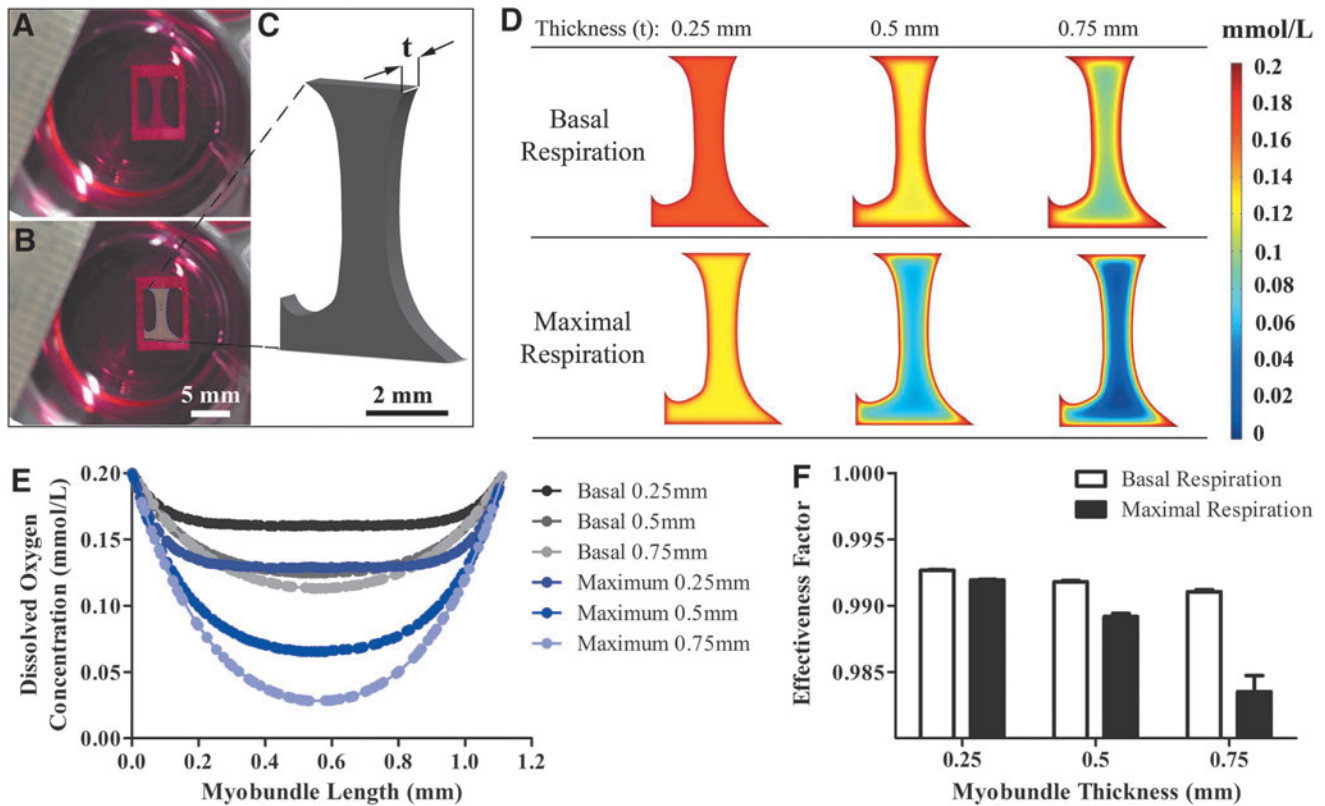 A
B
5 mm
C
t
2 mm
D
Thickness (t): 0.25 mm 0.5 mm 0.75 mm
mmol/L
Basal
Respiration
Maximal
Respiration
0.2
0.18
0.16
0.14
0.12
0.1
0.08
0.06
0.04
0.02
0
E
Dissolved Oxygen
Concentration (mmol/L)
0.20
0.15
0.10
0.05
0.00
0.0 0.2 0.4 0.6 0.8 1.0 1.2
Myobundle Length (mm)
Basal 0.25mm
Basal 0.5mm
Basal 0.75mm
Maximum 0.25mm
Maximum 0.5mm
Maximum 0.75mm
F
Effectiveness Factor
1.000
0.995
0.990
0.985
Basal Respiration
Maximal Respiration
0.25 0.5 0.75
Myobundle Thickness (mm)